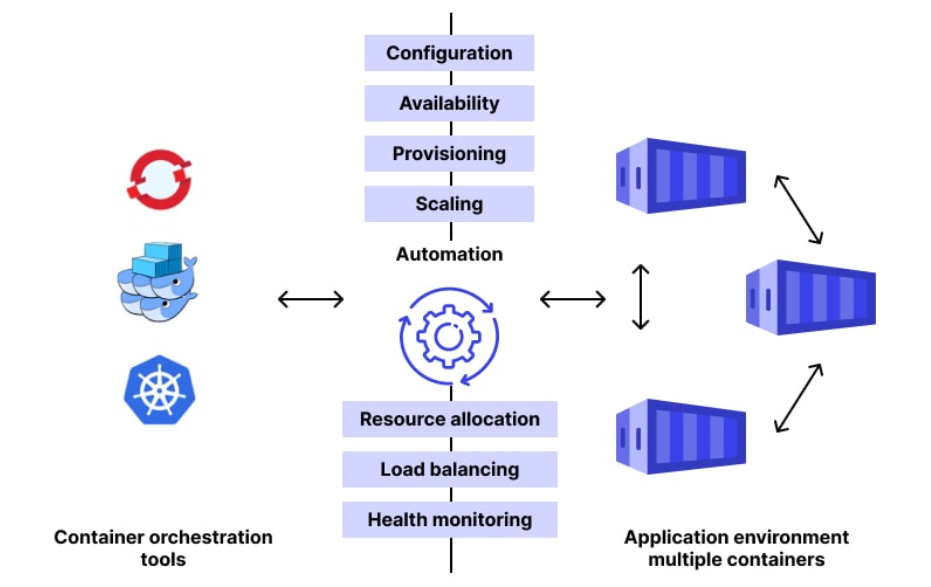 Configuration
Availability
Provisioning
Scaling
Automation
Resource allocation
Load balancing
Health monitoring
Container orchestration
tools
Application environment
multiple containers